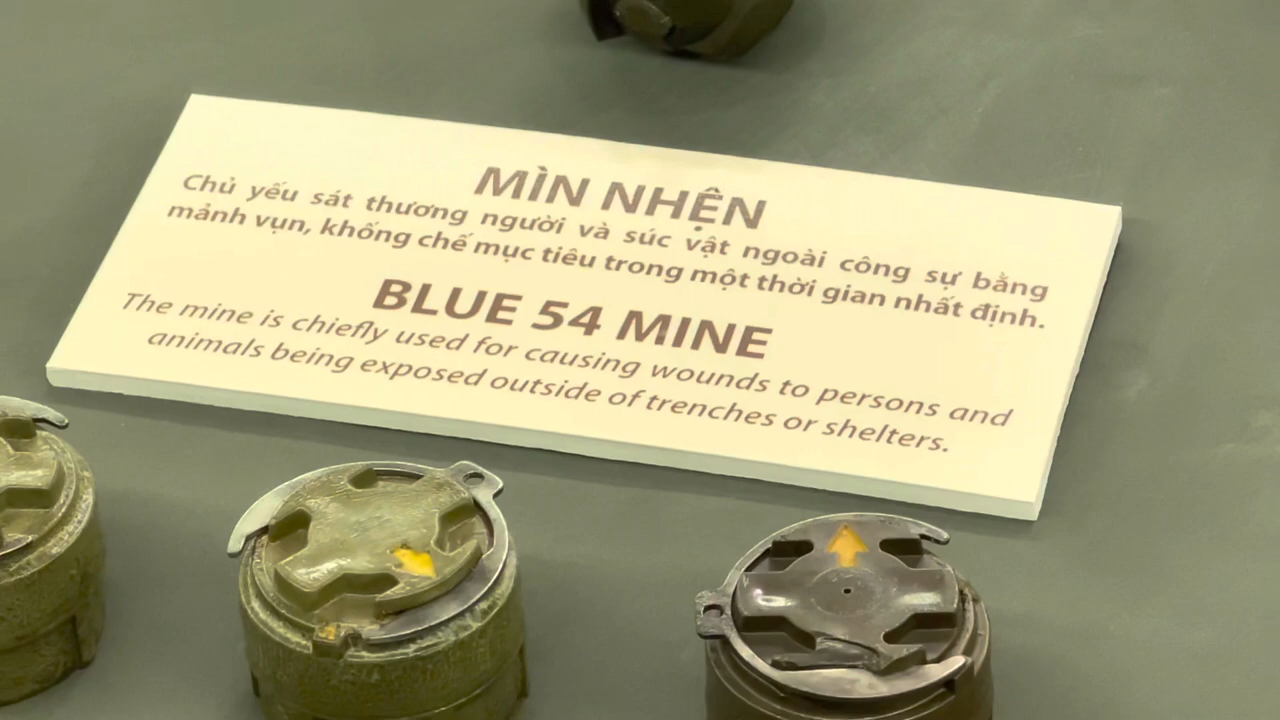 MÌN NHỆN
Chủ yếu sát thương người và súc vật ngoài công sự bằng
mảnh vụn, khống chế mục tiêu trong một thời gian nhất định.
BLUE 54 MINE
The mine is chiefly used for causing wounds to persons and
animals being exposed outside of trenches or shelters.